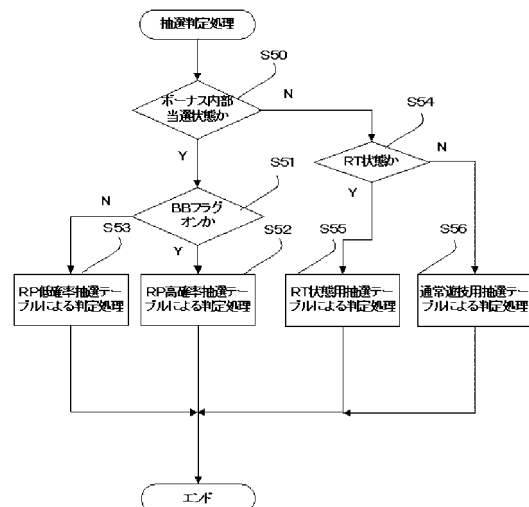 抽選判定処理
S50
ボーナス内部
当選状態か
N
S54
Y
RT状態か
N
S51
N
BBフラグ
オンか
Y
S53
Y
S52
S55
S56
RP低確率抽選テー
ブルによる判定処理
RP高確率抽選テー
ブルによる判定処理
RT状態用抽選テー
ブルによる判定処理
通常遊技用抽選テー
ブルによる判定処理
エンド